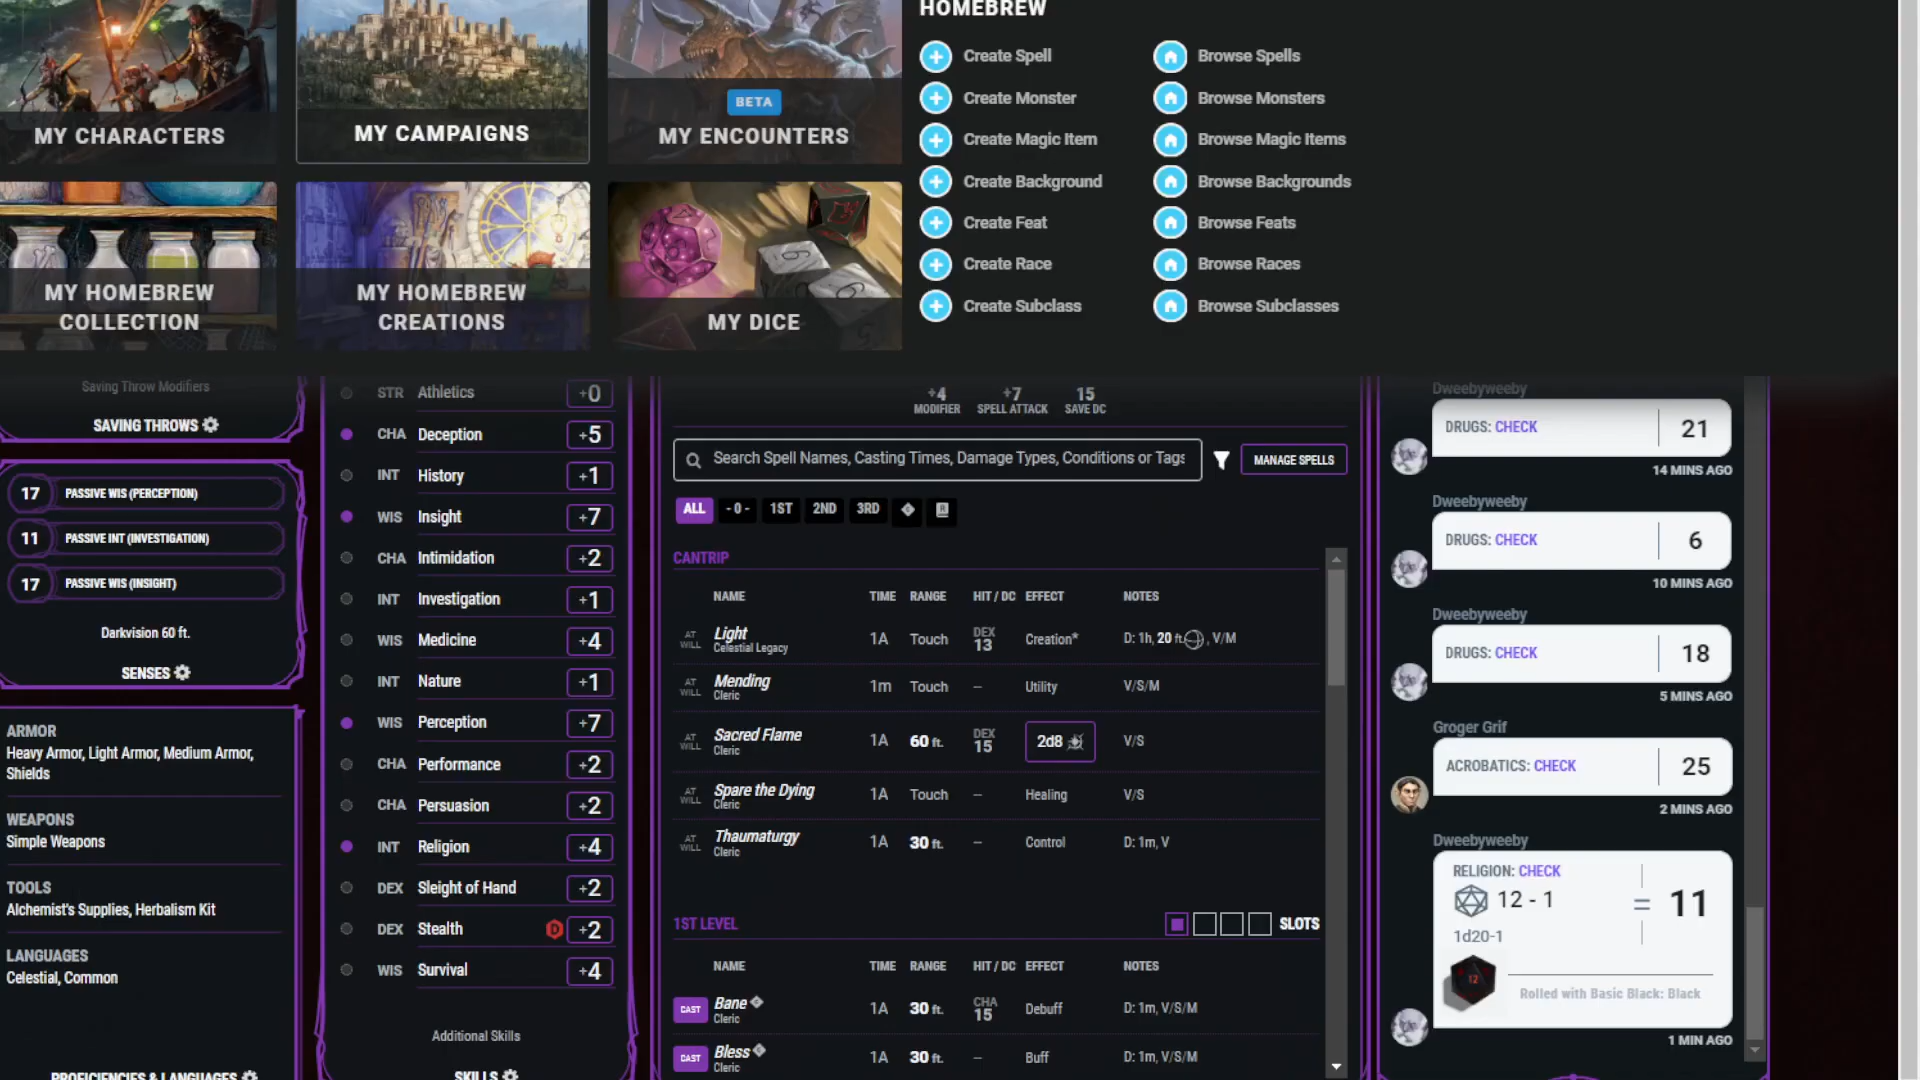 HOMEBREW
MY CHARACTERS
MY CAMPAIGNS
BETA
MY ENCOUNTERS
MY HOMEBREW
COLLECTION
MY HOMEBREW
CREATIONS
MY DICE
Create Spell
Create Monster
Create Magic Item
Create Background
Create Feat
Create Race
Create Subclass
Browse Spells
Browse Monsters
Browse Magic Items
Browse Backgrounds
Browse Feats
Browse Races
Browse Subclasses
Saving Throw Modifiers
SAVING THROWS
17 PASSIVE WIS (PERCEPTION)
11 PASSIVE INT (INVESTIGATION)
17 PASSIVE WIS (INSIGHT)
Darkvision 60 ft.
SENSES
ARMOR
Heavy Armor, Light Armor, Medium Armor,
Shields
WEAPONS
Simple Weapons
TOOLS
Alchemist's Supplies, Herbalism Kit
LANGUAGES
Celestial, Common
PROFICIENCIES & LANGUAGES
STR Athletics +0
CHA Deception +5
INT History +1
WIS Insight +7
CHA Intimidation +2
INT Investigation +1
WIS Medicine +4
INT Nature +1
WIS Perception +7
CHA Performance +2
CHA Persuasion +2
INT Religion +4
DEX Sleight of Hand +2
DEX Stealth D +2
WIS Survival +4
Additional Skills
SKILLS
+4 +7 15
MODIFIER SPELL ATTACK SAVE DC
Search Spell Names, Casting Times, Damage Types, Conditions or Tags
MANAGE SPELLS
ALL - 0 - 1ST 2ND 3RD C R
CANTRIP
NAME TIME RANGE HIT / DC EFFECT NOTES
AT WILL Light 1A Touch DEX 13 Creation* D: 1h, 20 ft. , V/M
Celestial Legacy
AT WILL Mending 1m Touch – Utility V/S/M
Cleric
AT WILL Sacred Flame 1A 60 ft. DEX 15 2d8 V/S
Cleric
AT WILL Spare the Dying 1A Touch – Healing V/S
Cleric
AT WILL Thaumaturgy 1A 30 ft. – Control D: 1m, V
Cleric
1ST LEVEL SLOTS
NAME TIME RANGE HIT / DC EFFECT NOTES
CAST Bane C 1A 30 ft. CHA 15 Debuff D: 1m, V/S/M
Cleric
CAST Bless C 1A 30 ft. – Buff D: 1m, V/S/M
Cleric
Dweebyweeby
DRUGS: CHECK 21
14 MINS AGO
Dweebyweeby
DRUGS: CHECK 6
10 MINS AGO
Dweebyweeby
DRUGS: CHECK 18
5 MINS AGO
Groger Grif
ACROBATICS: CHECK 25
2 MINS AGO
Dweebyweeby
RELIGION: CHECK
12 - 1 = 11
1d20-1
12
Rolled with Basic Black: Black
1 MIN AGO